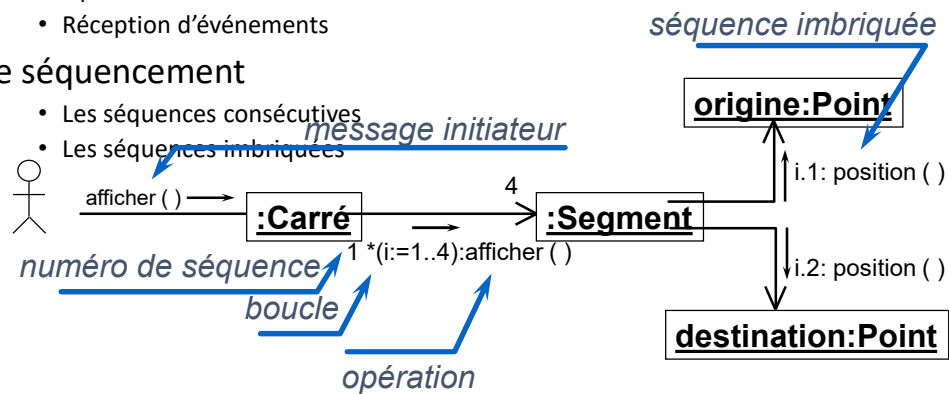 • Réception d'événements
séquence imbriquée
e séquencement
origine:Point
• Les séquences consécutives
message initiateur
• Les séquences imbriquées
i.1: position ( )
afficher ( )
4
:Carré
:Segment
1 *(i:=1..4):afficher ( )
numéro de séquence
i.2: position ( )
boucle
destination:Point
opération